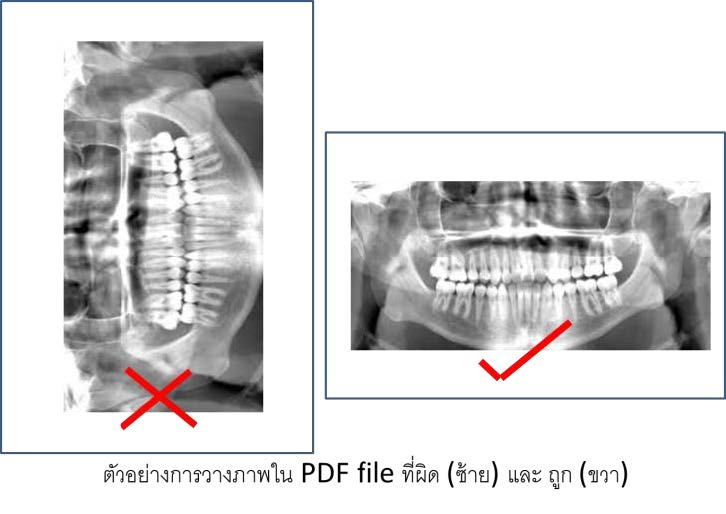 ตัวอย่างการวางภาพใน PDF file ที่ผิด (ซ้าย) และ ถูก (ขวา)